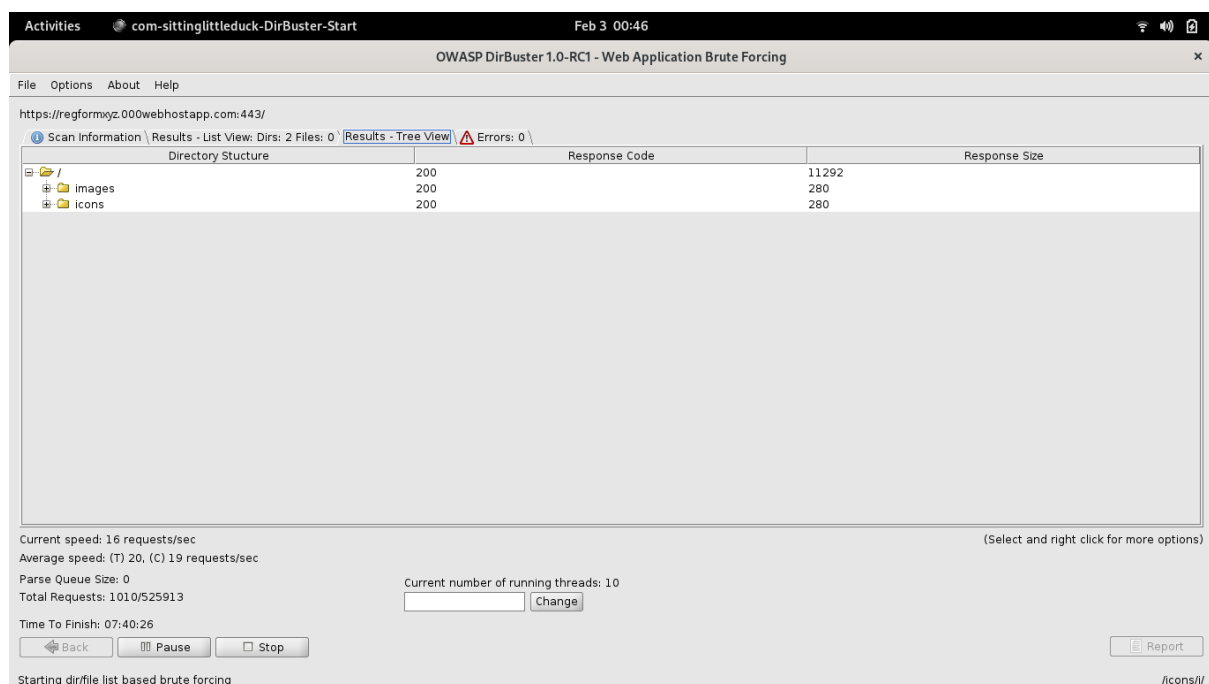 Activities com-sittinglittleduck-DirBuster-Start Feb 3 00:46
OWASP DirBuster 1.0-RC1 - Web Application Brute Forcing ×
File Options About Help
https://regformxyz.000webhostapp.com:443/
Scan Information Results - List View: Dirs: 2 Files: 0 Results - Tree View Errors: 0
Directory Stucture Response Code Response Size
/ 200 11292
images 200 280
icons 200 280
Current speed: 16 requests/sec (Select and right click for more options)
Average speed: (T) 20, (C) 19 requests/sec
Parse Queue Size: 0
Current number of running threads: 10
Total Requests: 1010/525913
Change
Time To Finish: 07:40:26
Back Pause Stop Report
Starting dir/file list based brute forcing /icons/j/